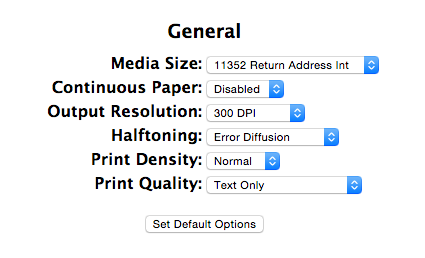 General
Media Size: 11352 Return Address Int
Continuous Paper: Disabled
Output Resolution: 300 DPI
Halftoning: Error Diffusion
Print Density: Normal
Print Quality: Text Only
Set Default Options